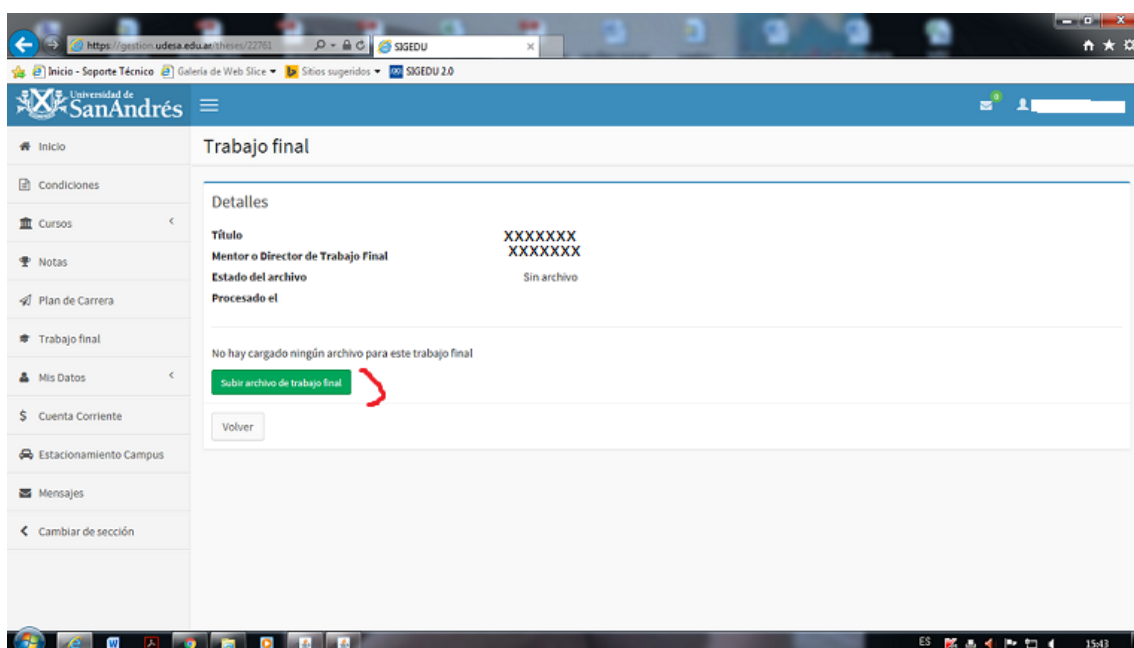 https://gestion.udesa.edu.ar/theses/22761
SIGEDU
Inicio - Soporte Técnico
Galería de Web Slice
Sitios sugeridos
SIGEDU 2.0
Universidad de
SanAndrés
0
Inicio
Condiciones
Cursos
Notas
Plan de Carrera
Trabajo final
Mis Datos
Cuenta Corriente
Estacionamiento Campus
Mensajes
Cambiar de sección
Trabajo final
Detalles
Título XXXXXXX
Mentor o Director de Trabajo Final XXXXXXX
Estado del archivo Sin archivo
Procesado el
No hay cargado ningún archivo para este trabajo final
Subir archivo de trabajo final
Volver
ES 15:43